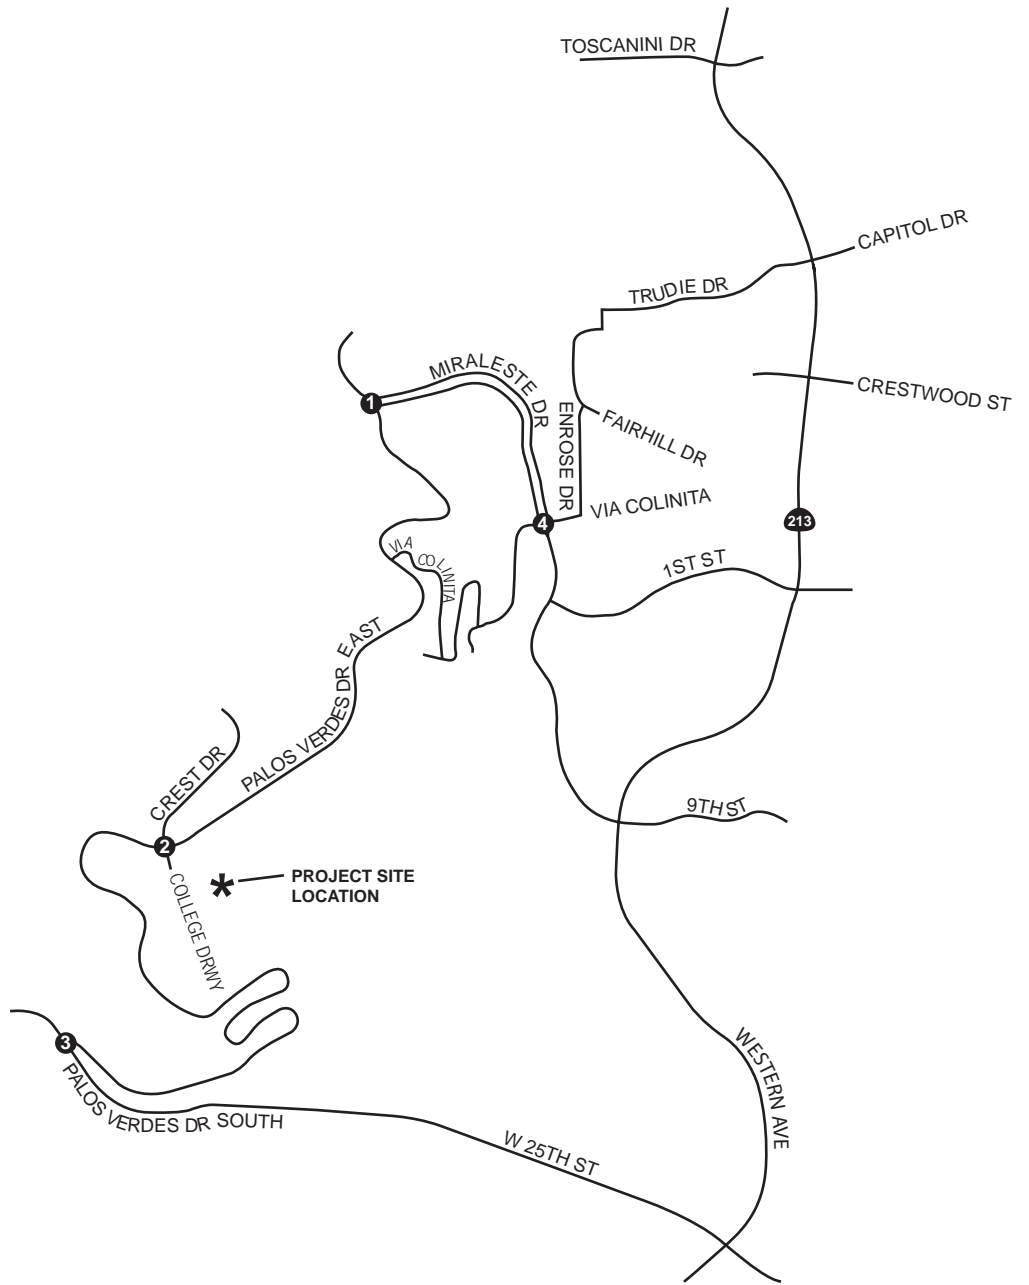 TOSCANINI DR
CAPITOL DR
TRUDIE DR
MIRALESTE DR
CRESTWOOD ST
1
ENROSE DR
FAIRHILL DR
VIA COLINITA
4
213
VIA COLINITA
1ST ST
PALOS VERDES DR EAST
CREST DR
9TH ST
2
PROJECT SITE
LOCATION
*
COLLEGE DRWY
3
WESTERN AVE
PALOS VERDES DR SOUTH
W 25TH ST